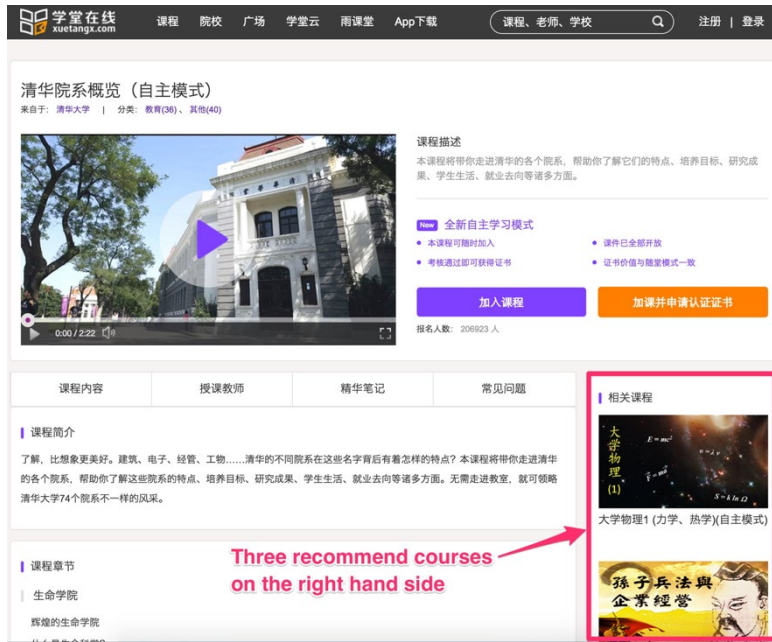 学堂在线
xuetangx.com
课程 院校 广场 学堂云 雨课堂 App下载
课程、老师、学校
注册 | 登录
清华院系概览（自主模式）
来自于： 清华大学 | 分类： 教育(36) 、 其他(40)
课程描述
本课程将带你走进清华的各个院系，帮助你了解它们的特点、培养目标、研究成
果、学生生活、就业去向等诸多方面。
New 全新自主学习模式
本课程可随时加入
课件已全部开放
考核通过即可获得证书
证书价值与随堂模式一致
加入课程
加课并申请认证证书
报名人数： 206923 人
0:00 / 2:22
课程内容 授课教师 精华笔记 常见问题
课程简介
了解，比想象更美好。建筑、电子、经管、工物……清华的不同院系在这些名字背后有着怎样的特点？本课程将带你走进清华
的各个院系，帮助你了解这些院系的特点、培养目标、研究成果、学生生活、就业去向等诸多方面。无需走进教室，就可领略
清华大学74个院系不一样的风采。
课程章节
生命学院
辉煌的生命学院
Three recommend courses
on the right hand side
相关课程
大学物理
(1)
E = mc²
S = k ln Ω
大学物理1 (力学、热学)(自主模式)
孫子兵法與
企業經營